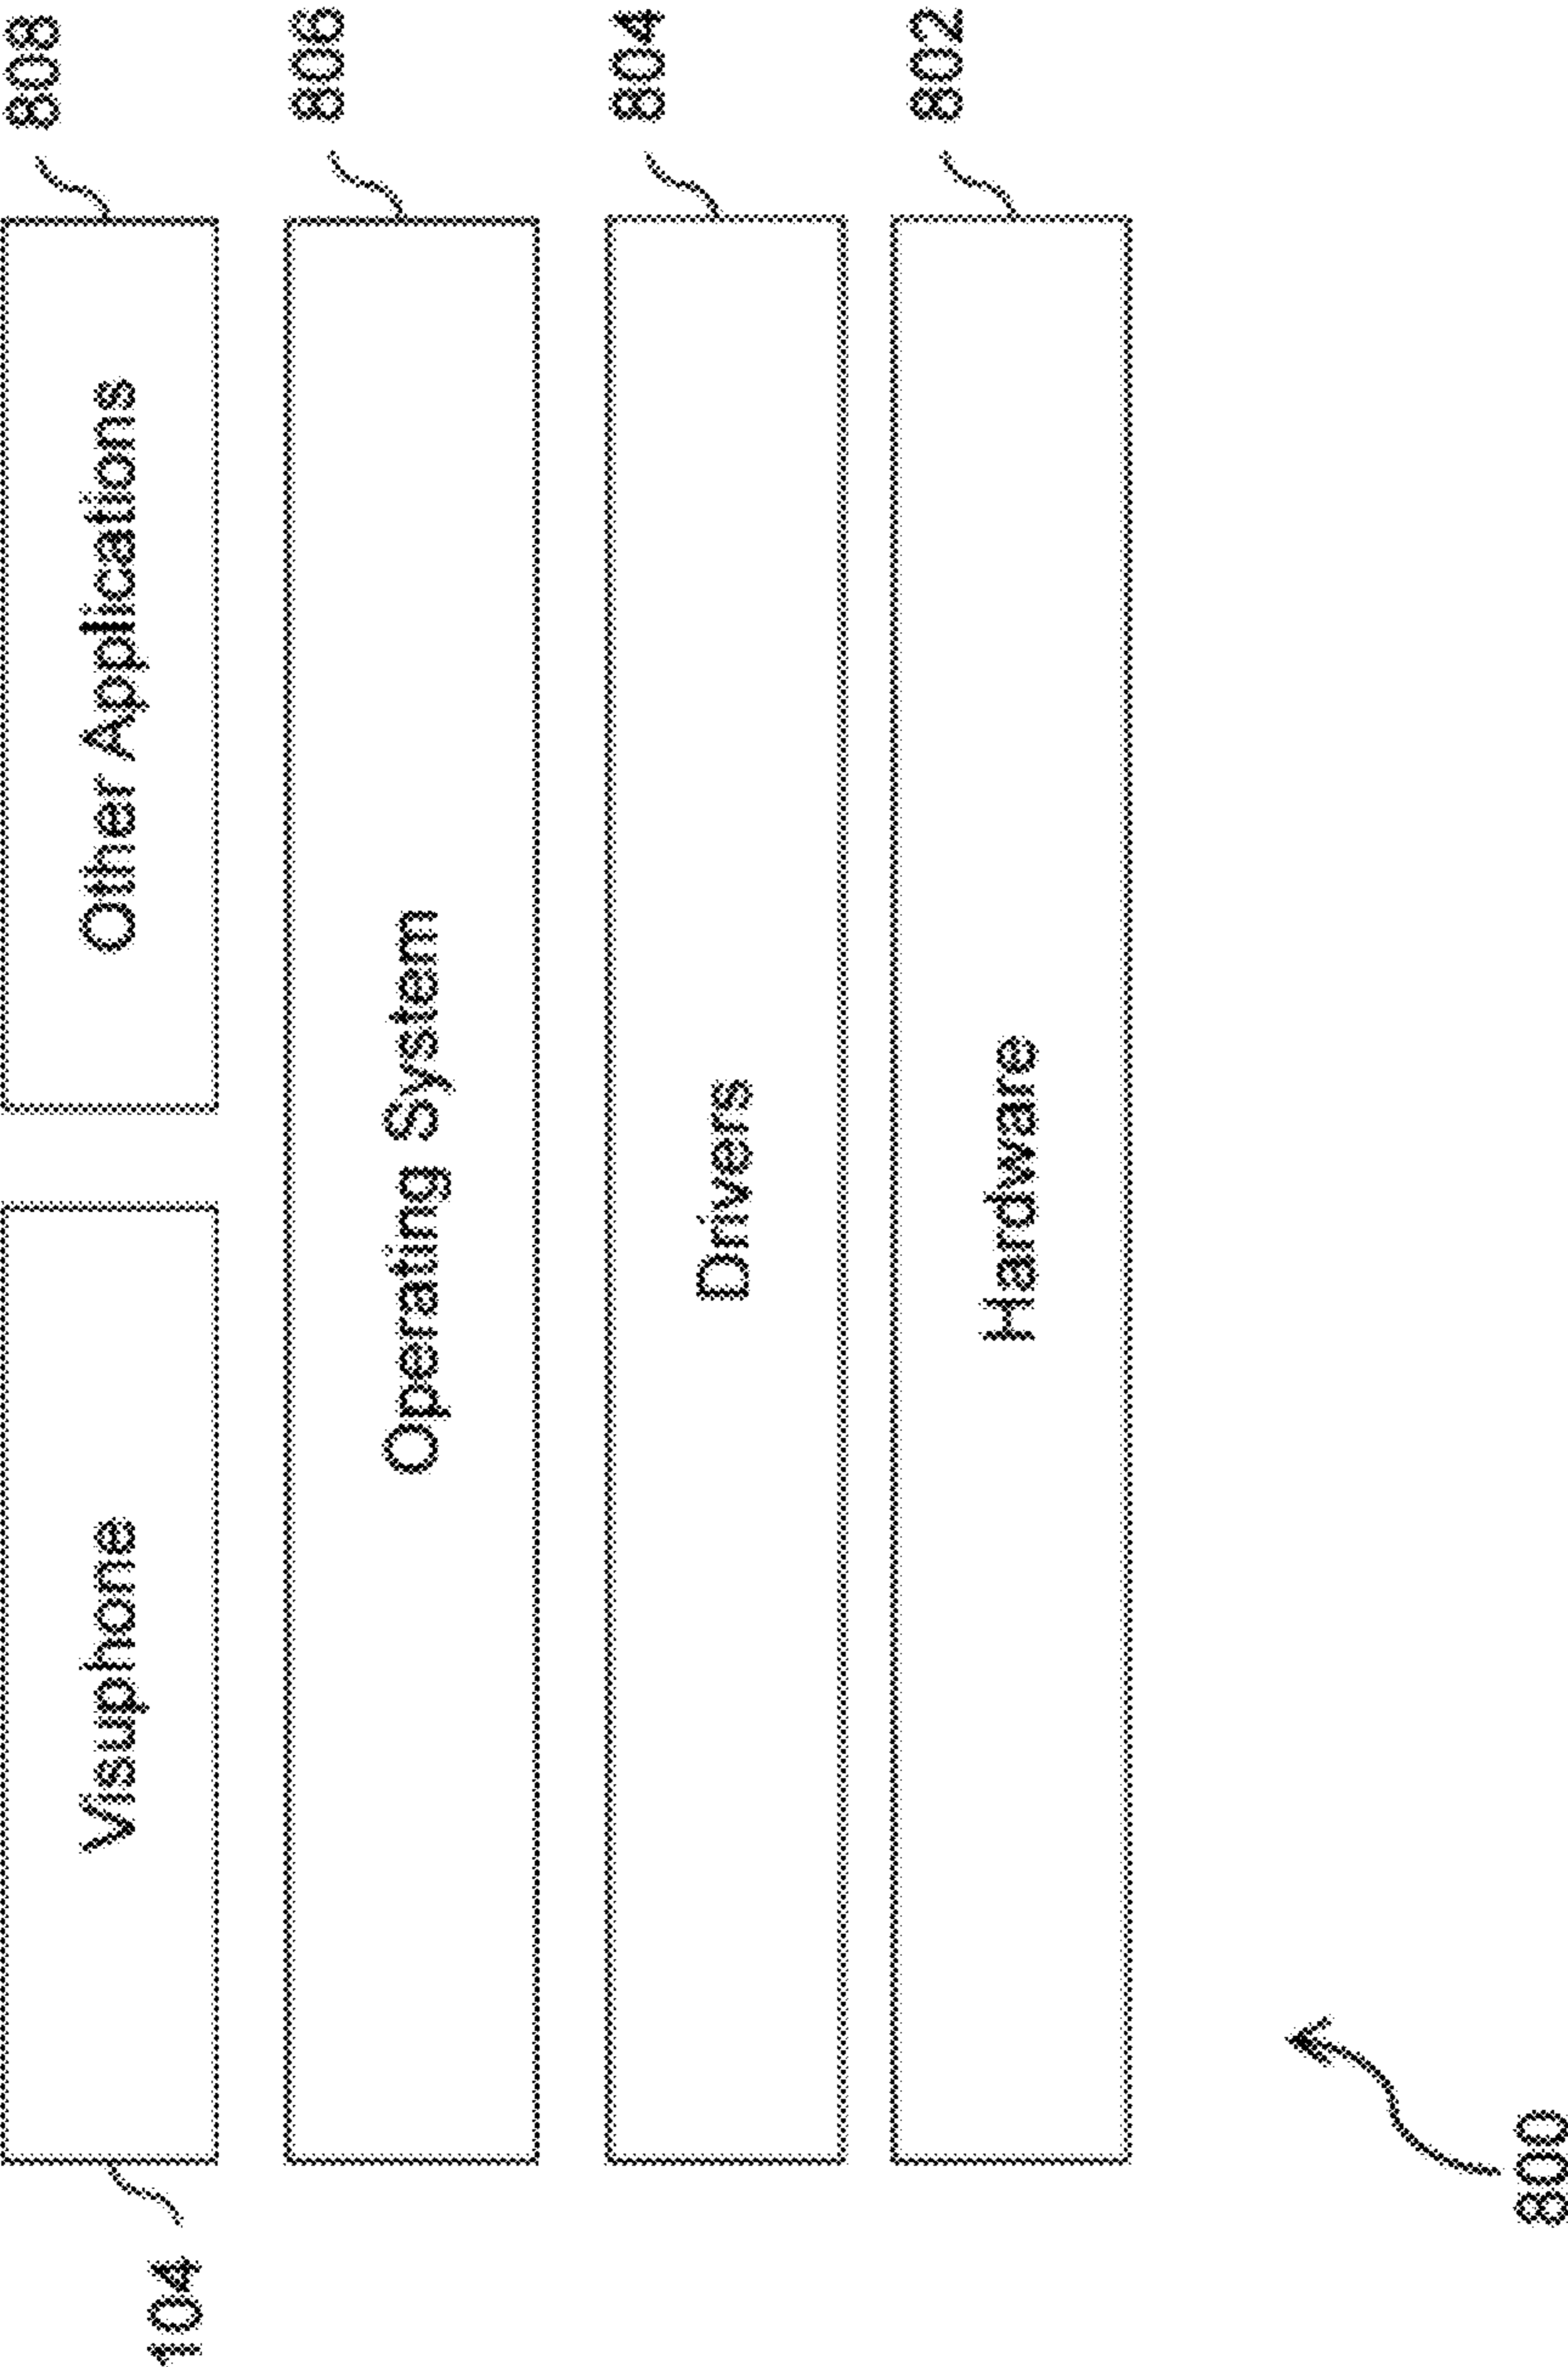 Visuphone
Other Applications
808
104
Operating System
806
Drivers
804
Hardware
802
800